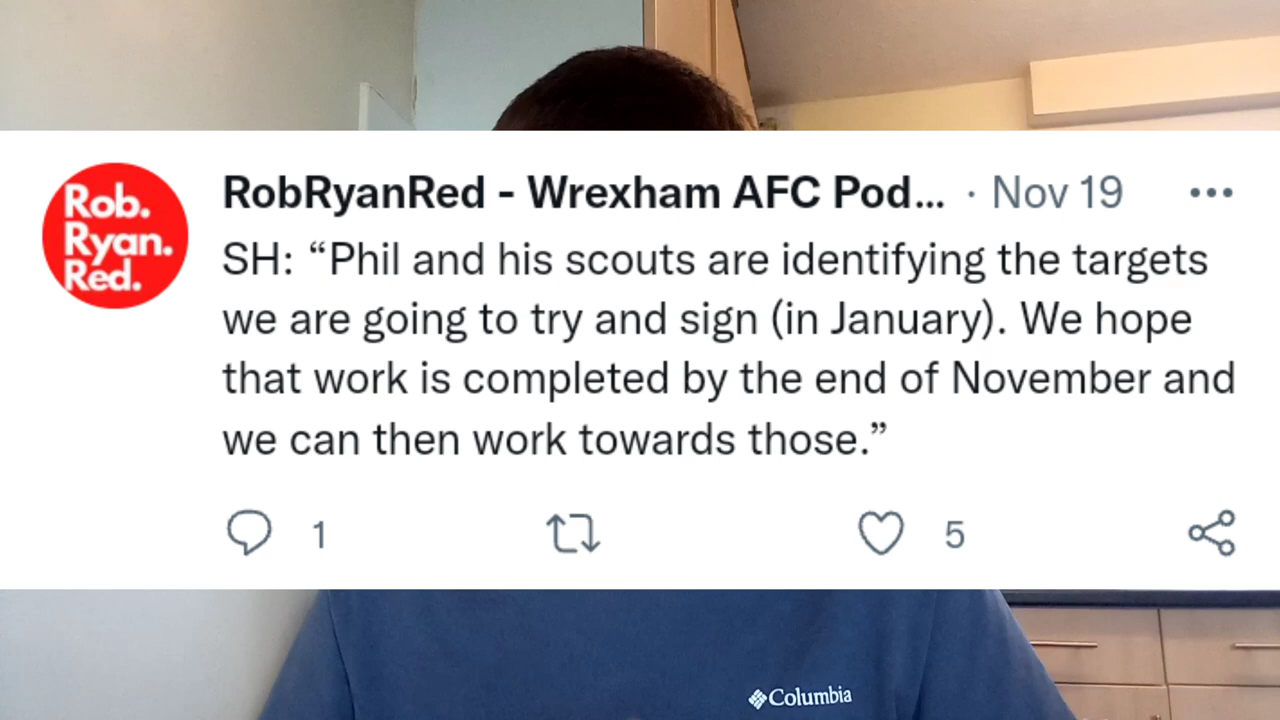 Rob.
Ryan.
Red.
RobRyanRed - Wrexham AFC Pod... · Nov 19
SH: “Phil and his scouts are identifying the targets
we are going to try and sign (in January). We hope
that work is completed by the end of November and
we can then work towards those.”
1
5
Columbia